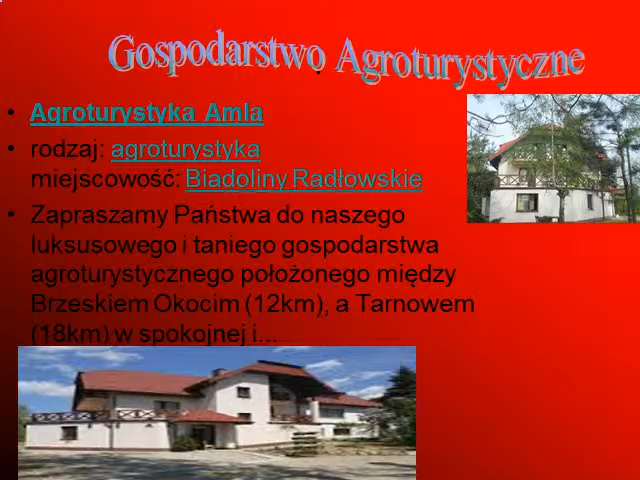 Gospodarstwo Agroturystyczne
.
• Agroturystyka Amla
• rodzaj: agroturystyka
miejscowość: Biadoliny Radłowskie
• Zapraszamy Państwa do naszego
luksusowego i taniego gospodarstwa
agroturystycznego położonego między
Brzeskiem Okocim (12km), a Tarnowem
(18km) w spokojnej i...